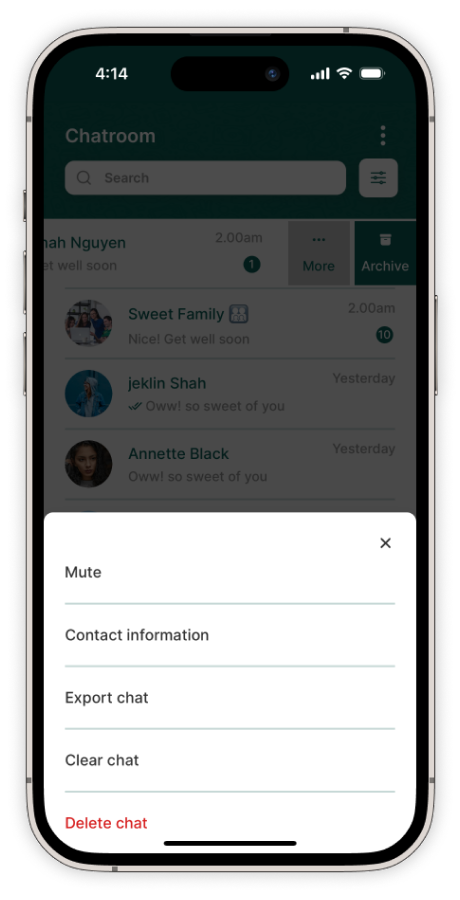 4:14
Chatroom
Search
nah Nguyen
2.00am
et well soon
1
More
Archive
Sweet Family
2.00am
Nice! Get well soon
10
jeklin Shah
Yesterday
Oww! so sweet of you
Annette Black
Yesterday
Oww! so sweet of you
Mute
Contact information
Export chat
Clear chat
Delete chat